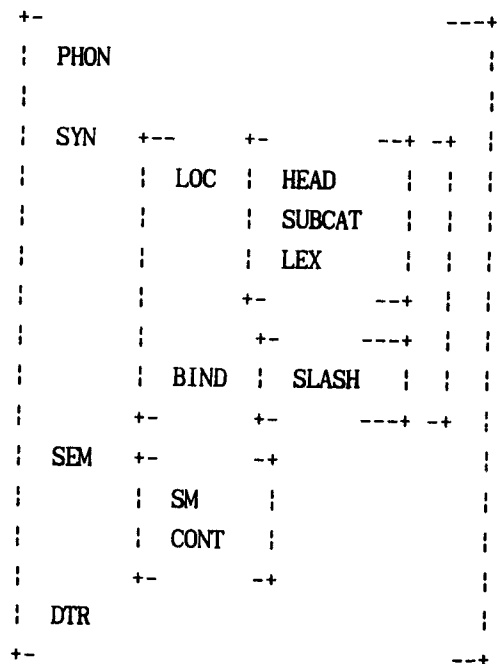 PHON
SYN
LOC HEAD
SUBCAT
LEX
BIND SLASH
SEM
SM
CONT
DTR